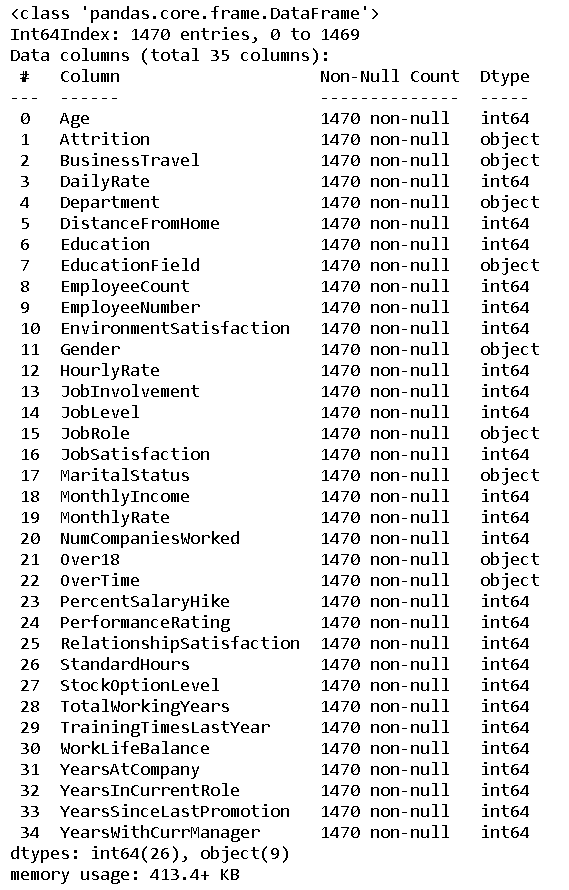 <class 'pandas.core.frame.DataFrame'>
Int64Index: 1470 entries, 0 to 1469
Data columns (total 35 columns):
 #   Column                    Non-Null Count  Dtype
---  ------                    --------------  -----
 0   Age                       1470 non-null   int64
 1   Attrition                 1470 non-null   object
 2   BusinessTravel            1470 non-null   object
 3   DailyRate                 1470 non-null   int64
 4   Department                1470 non-null   object
 5   DistanceFromHome          1470 non-null   int64
 6   Education                 1470 non-null   int64
 7   EducationField            1470 non-null   object
 8   EmployeeCount             1470 non-null   int64
 9   EmployeeNumber            1470 non-null   int64
 10  EnvironmentSatisfaction   1470 non-null   int64
 11  Gender                    1470 non-null   object
 12  HourlyRate                1470 non-null   int64
 13  JobInvolvement            1470 non-null   int64
 14  JobLevel                  1470 non-null   int64
 15  JobRole                   1470 non-null   object
 16  JobSatisfaction           1470 non-null   int64
 17  MaritalStatus             1470 non-null   object
 18  MonthlyIncome             1470 non-null   int64
 19  MonthlyRate               1470 non-null   int64
 20  NumCompaniesWorked        1470 non-null   int64
 21  Over18                    1470 non-null   object
 22  OverTime                  1470 non-null   object
 23  PercentSalaryHike         1470 non-null   int64
 24  PerformanceRating         1470 non-null   int64
 25  RelationshipSatisfaction  1470 non-null   int64
 26  StandardHours             1470 non-null   int64
 27  StockOptionLevel          1470 non-null   int64
 28  TotalWorkingYears         1470 non-null   int64
 29  TrainingTimesLastYear     1470 non-null   int64
 30  WorkLifeBalance           1470 non-null   int64
 31  YearsAtCompany            1470 non-null   int64
 32  YearsInCurrentRole        1470 non-null   int64
 33  YearsSinceLastPromotion   1470 non-null   int64
 34  YearsWithCurrManager      1470 non-null   int64
dtypes: int64(26), object(9)
memory usage: 413.4+ KB